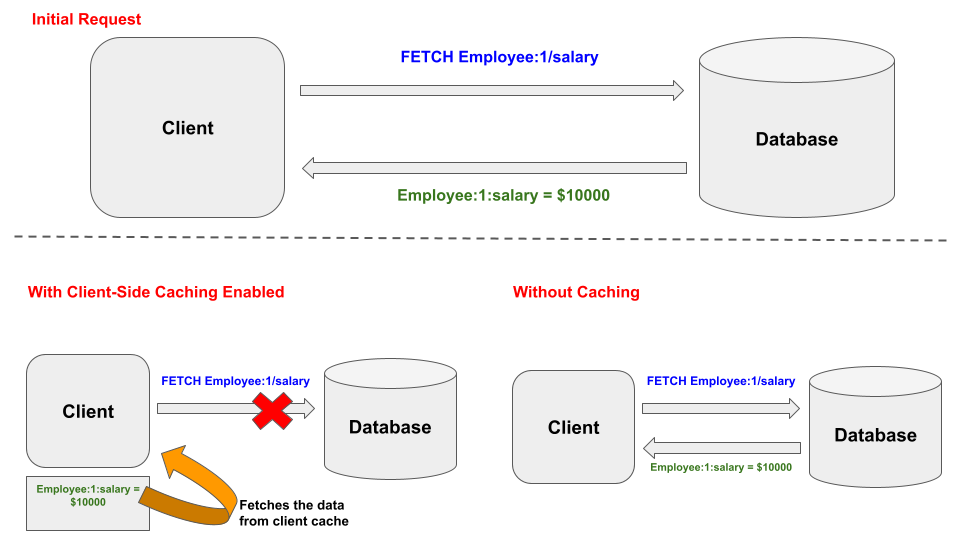 Initial Request
FETCH Employee:1/salary
Client
Database
Employee:1:salary = $10000
With Client-Side Caching Enabled
FETCH Employee:1/salary
Client
Database
Employee:1:salary =
$10000
Fetches the data
from client cache
Without Caching
FETCH Employee:1/salary
Client
Database
Employee:1:salary = $10000